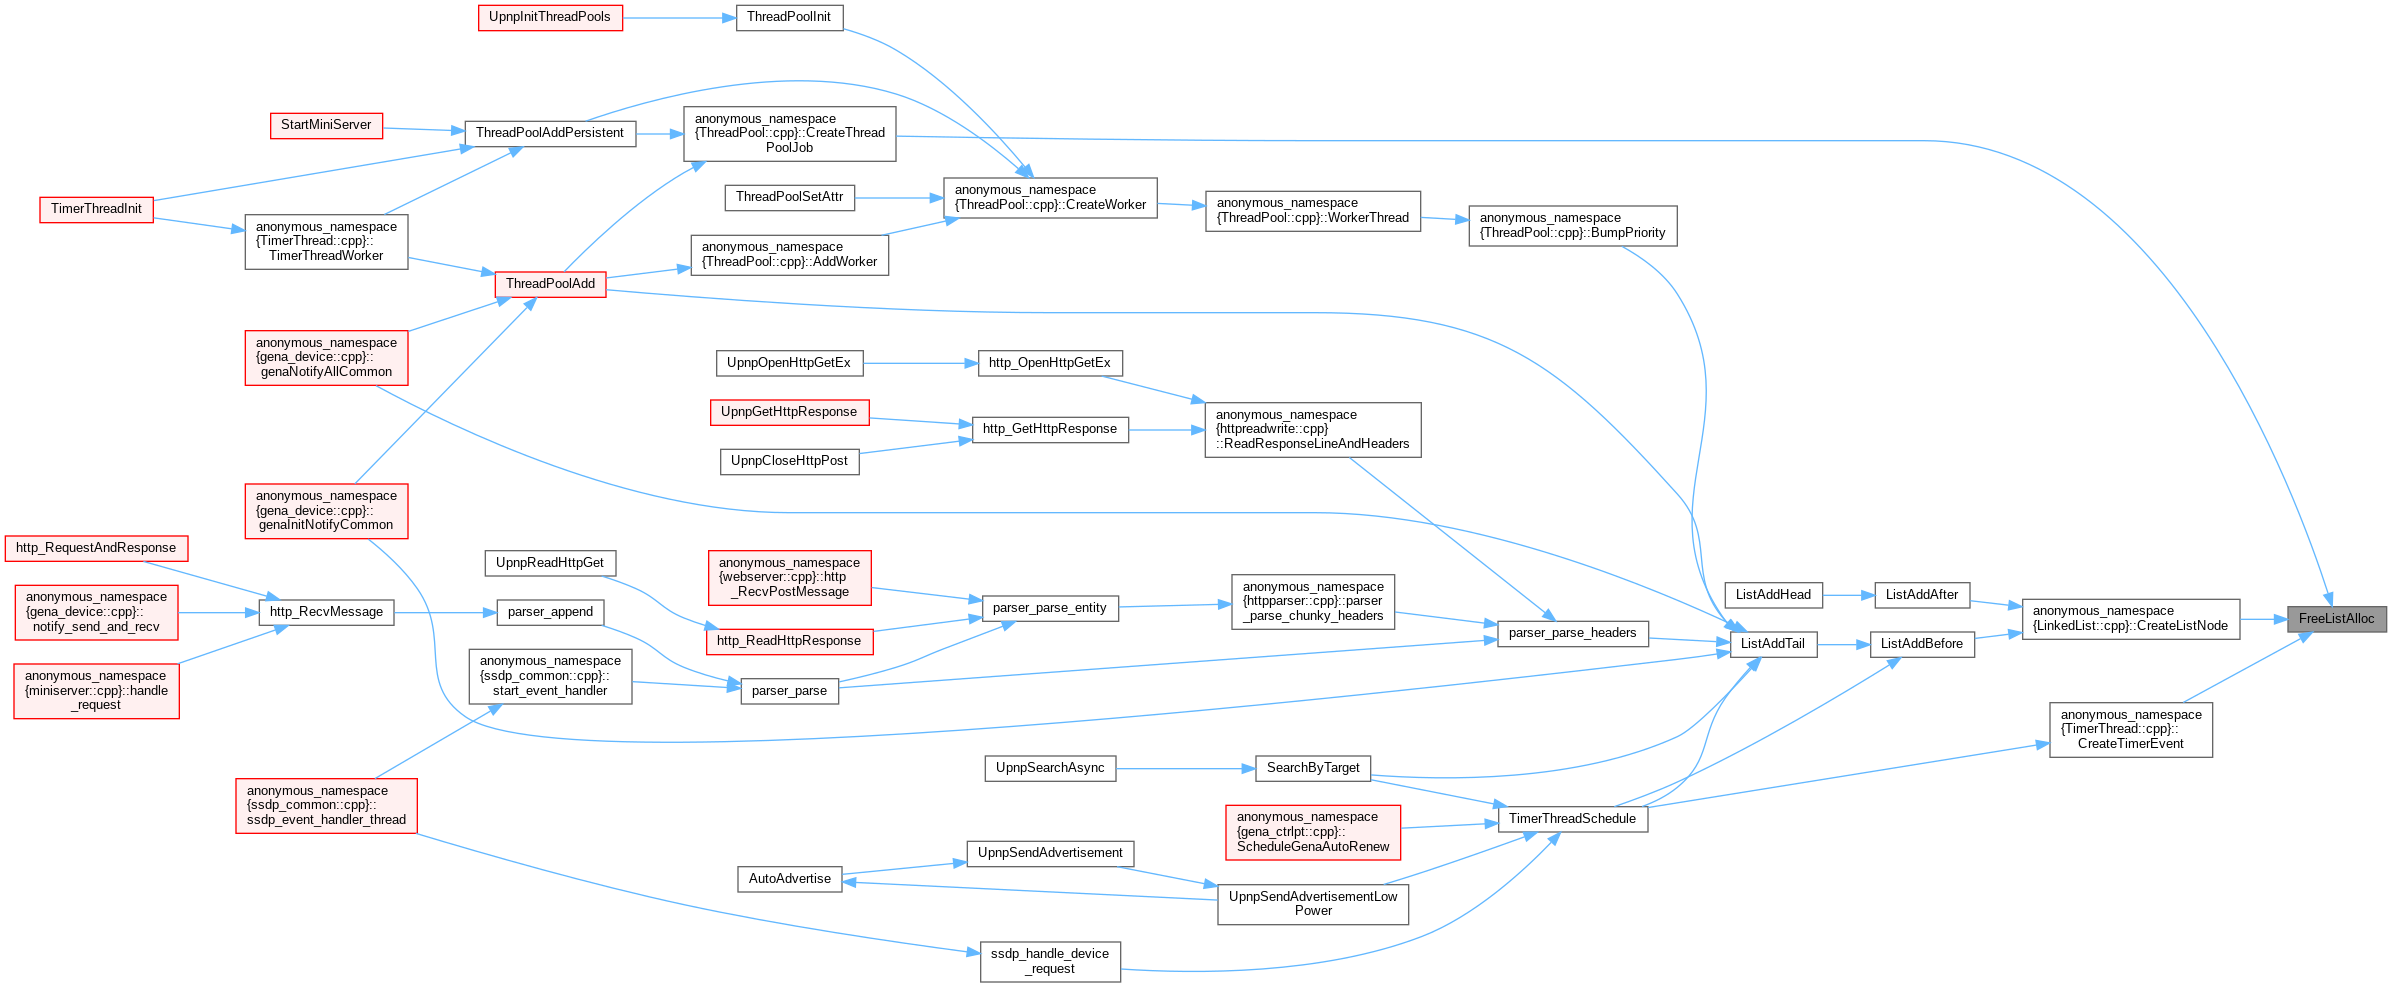 UpnpInitThreadPools
ThreadPoolInit
StartMiniServer
ThreadPoolAddPersistent
anonymous_namespace
{ThreadPool::cpp}::CreateThread
PoolJob
TimerThreadInit
anonymous_namespace
{TimerThread::cpp}::
TimerThreadWorker
ThreadPoolSetAttr
anonymous_namespace
{ThreadPool::cpp}::CreateWorker
anonymous_namespace
{ThreadPool::cpp}::WorkerThread
anonymous_namespace
{ThreadPool::cpp}::BumpPriority
anonymous_namespace
{ThreadPool::cpp}::AddWorker
ThreadPoolAdd
anonymous_namespace
{gena_device::cpp}::
genaNotifyAllCommon
UpnpOpenHttpGetEx
http_OpenHttpGetEx
UpnpGetHttpResponse
http_GetHttpResponse
anonymous_namespace
{httpreadwrite::cpp}
::ReadResponseLineAndHeaders
UpnpCloseHttpPost
anonymous_namespace
{gena_device::cpp}::
genaInitNotifyCommon
http_RequestAndResponse
anonymous_namespace
{gena_device::cpp}::
notify_send_and_recv
anonymous_namespace
{miniserver::cpp}::handle
_request
http_RecvMessage
UpnpReadHttpGet
parser_append
anonymous_namespace
{ssdp_common::cpp}::
start_event_handler
anonymous_namespace
{webserver::cpp}::http
_RecvPostMessage
http_ReadHttpResponse
parser_parse
parser_parse_entity
anonymous_namespace
{httpparser::cpp}::parser
_parse_chunky_headers
parser_parse_headers
ListAddHead
ListAddAfter
ListAddTail
ListAddBefore
anonymous_namespace
{LinkedList::cpp}::CreateListNode
FreeListAlloc
anonymous_namespace
{TimerThread::cpp}::
CreateTimerEvent
anonymous_namespace
{ssdp_common::cpp}::
ssdp_event_handler_thread
UpnpSearchAsync
SearchByTarget
anonymous_namespace
{gena_ctrlpt::cpp}::
ScheduleGenaAutoRenew
TimerThreadSchedule
AutoAdvertise
UpnpSendAdvertisement
UpnpSendAdvertisementLow
Power
ssdp_handle_device
_request